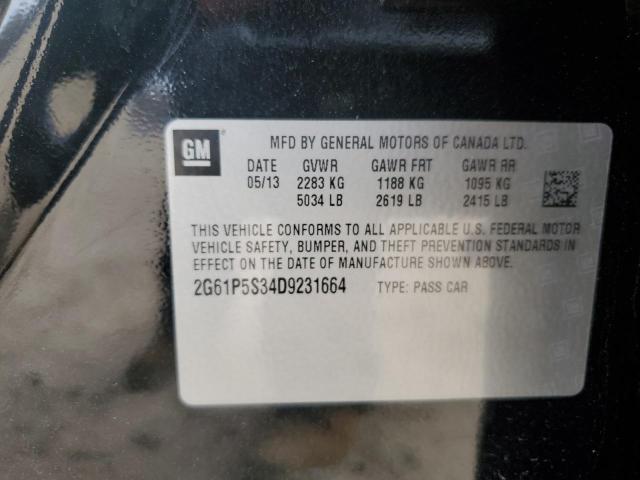 GM
MFD BY GENERAL MOTORS OF CANADA LTD.
DATE GVWR GAWR FRT GAWR RR
05/13 2283 KG 1188 KG 1095 KG
5034 LB 2619 LB 2415 LB
THIS VEHICLE CONFORMS TO ALL APPLICABLE U.S. FEDERAL MOTOR
VEHICLE SAFETY, BUMPER, AND THEFT PREVENTION STANDARDS IN
EFFECT ON THE DATE OF MANUFACTURE SHOWN ABOVE.
2G61P5S34D9231664 TYPE: PASS CAR